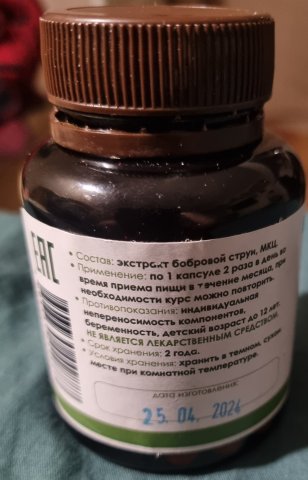 EAC
• Состав: экстракт бобровой струи, МКЦ.
• Применение: по 1 капсуле 2 раза в день во
время приема пищи в течение месяца, при
необходимости курс можно повторить.
• Противопоказания: индивидуальная
непереносимость компонентов,
беременность, детский возраст до 12 лет.
НЕ ЯВЛЯЕТСЯ ЛЕКАРСТВЕННЫМ СРЕДСТВОМ.
• Срок хранения: 2 года.
• Условия хранения: хранить в темном, сухом
месте при комнатной температуре.
дата изготовления:
25. 04. 2024